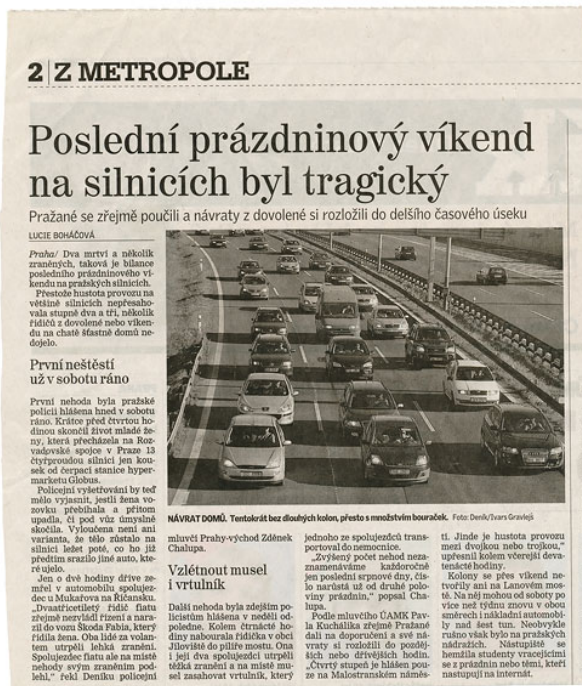 2 Z METROPOLE
Poslední prázdninový víkend
na silnicích byl tragický
Pražané se zřejmě poučili a návraty z dovolené si rozložili do delšího časového úseku
LUCIE BOHÁČOVÁ
Praha/ Dva mrtví a několik
zraněných, taková je bilance
posledního prázdninového ví-
kendu na pražských silnicích.
Přestože hustota provozu na
většině silnicích nepřesaho-
vala stupně dva a tři, několik
řidičů z dovolené nebo víken-
du na chatě šťastně domů ne-
dojelo.
První neštěstí
už v sobotu ráno
První nehoda byla pražské
policii hlášena hned v sobotu
ráno. Krátce před čtvrtou ho-
dinou skončil život mladé že-
ny, která přecházela na Roz-
vadovské spojce v Praze 13
čtyřproudou silnici jen kou-
sek od čerpací stanice hyper-
marketu Globus.
Policejní vyšetřování by teď
mělo vyjasnit, jestli žena vo-
zovku přebíhala a přitom
upadla, či pod vůz úmyslně
skočila. Vyloučena není ani
varianta, že tělo zůstalo na
silnici ležet poté, co ho již
předtím srazilo jiné auto, kte-
ré ujelo.
Jen o dvě hodiny dříve ze-
mřel v automobilu spolujez-
dec u Mukařova na Říčansku.
„Dvaatřicetiletý řidič fiatu
zřejmě nezvládl řízení a nara-
zil do vozu Škoda Fabia, který
řídila žena. Oba lidé za volan-
tem utrpěli lehká zranění.
Spolujezdec fiatu ale na místě
nehody svým zraněním pod-
lehl,“ řekl Deníku policejní
NÁVRAT DOMŮ. Tentokrát bez dlouhých kolon, přesto s množstvím bouraček. Foto: Deník/Ivars Gravlejs
mluvčí Prahy-východ Zdeněk
Chalupa.
Vzlétnout musel
i vrtulník
Další nehoda byla zdejším po-
licistům hlášena v neděli od-
poledne. Kolem čtrnácté ho-
diny nabourala řidička v obci
Jíloviště do pilíře mostu. Ona
i její dva spolujezdci utrpěli
těžká zranění a na místě mu-
sel zasahovat vrtulník, který
jednoho ze spolujezdců trans-
portoval do nemocnice.
„Zvýšený počet nehod neza-
znamenáváme každoročně
jen poslední srpnové dny, čís-
lo narůstá už od druhé polo-
viny prázdnin,“ popsal Cha-
lupa.
Podle mluvčího ÚAMK Pav-
la Kuchálíka zřejmě Pražané
dali na doporučení a své náv-
raty si rozložili do pozděj-
ších nebo dřívějších hodin.
„Čtvrtý stupeň je hlášen pou-
ze na Malostranském náměs-
tí. Jinde je hustota provozu
mezi dvojkou nebo trojkou,“
upřesnil kolem včerejší deva-
tenácté hodiny.
Kolony se přes víkend ne-
tvořily ani na Lanovém mos-
tě. Na něj mohou od soboty po
více než týdnu znovu v obou
směrech i nákladní automobi-
ly nad šest tun. Neobvykle
rušno však bylo na pražských
nádražích. Nástupiště se
hemžila studenty vracejícími
se z prázdnin nebo těmi, kteří
nastupují na internát.